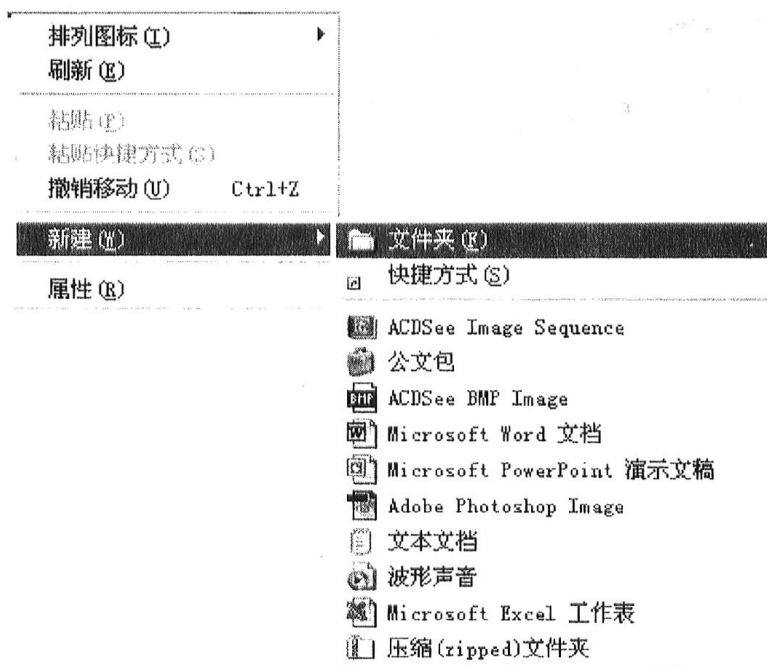 排列图标(I)
刷新(E)
粘贴(P)
粘贴快捷方式(S)
撤销移动(U) Ctrl+Z
新建(W)
属性(R)
文件夹(F)
快捷方式(S)
ACDSee Image Sequence
公文包
BMP ACDSee BMP Image
Microsoft Word 文档
Microsoft PowerPoint 演示文稿
Adobe Photoshop Image
文本文档
波形声音
Microsoft Excel 工作表
压缩(zipped)文件夹